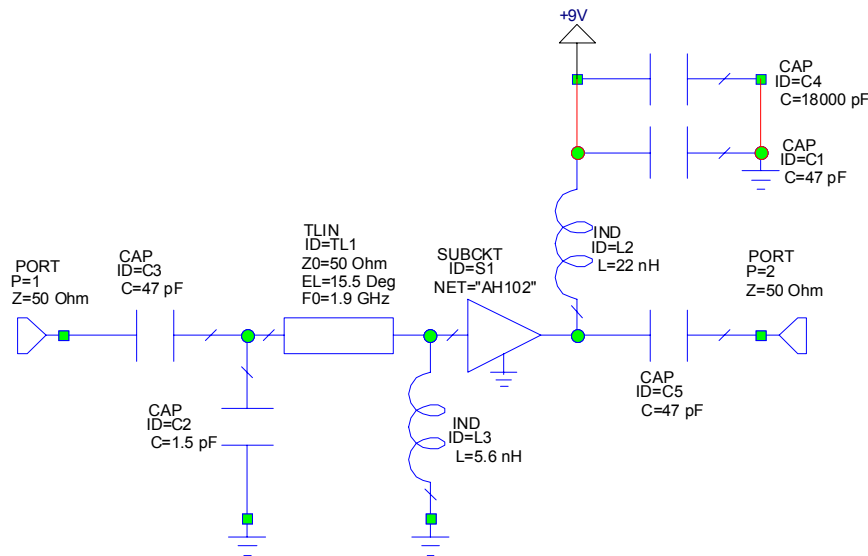 +9V
CAP
ID=C4
C=18000 pF
CAP
ID=C1
C=47 pF
IND
ID=L2
L=22 nH
TLIN
ID=TL1
Z0=50 Ohm
EL=15.5 Deg
F0=1.9 GHz
SUBCKT
ID=S1
NET="AH102"
PORT
P=1
Z=50 Ohm
CAP
ID=C3
C=47 pF
PORT
P=2
Z=50 Ohm
CAP
ID=C5
C=47 pF
CAP
ID=C2
C=1.5 pF
IND
ID=L3
L=5.6 nH